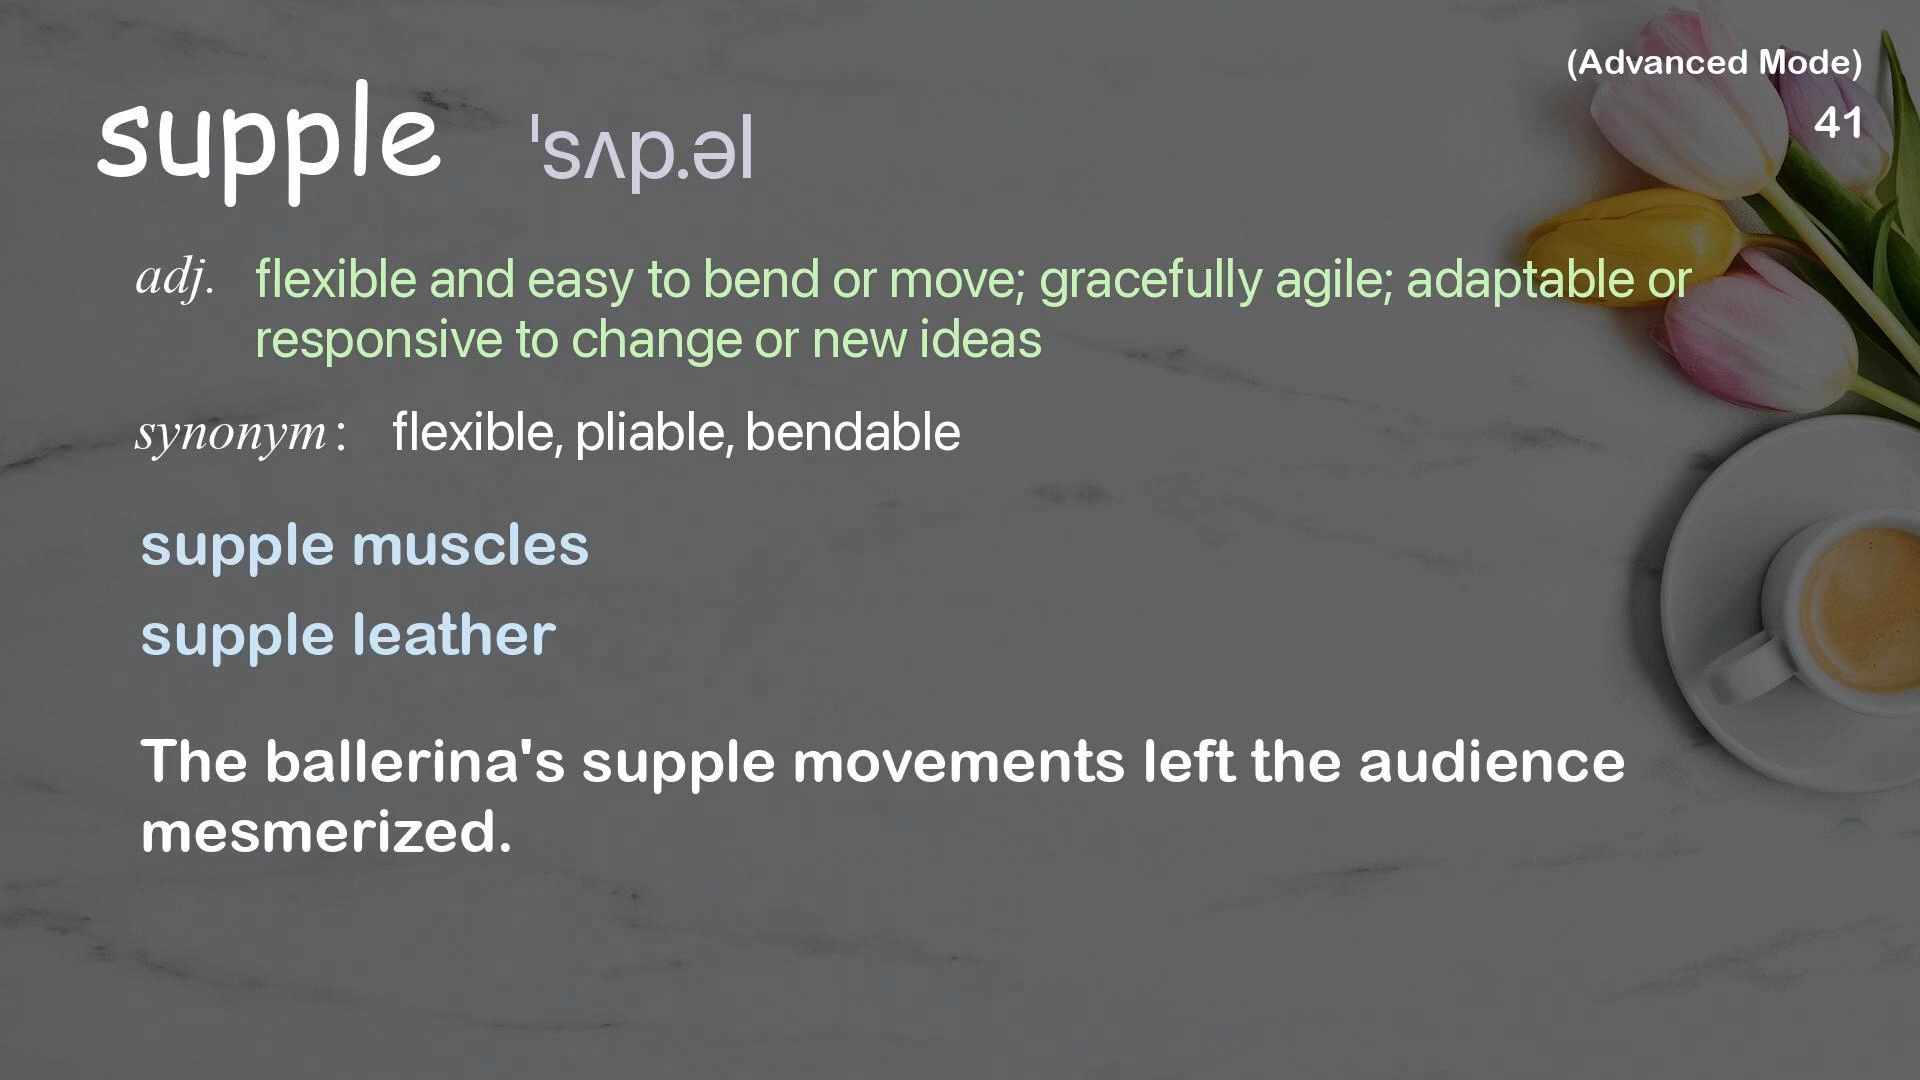 (Advanced Mode)
41
supple ˈsʌp.əl
adj. flexible and easy to bend or move; gracefully agile; adaptable or
responsive to change or new ideas
synonym: flexible, pliable, bendable
supple muscles
supple leather
The ballerina's supple movements left the audience
mesmerized.